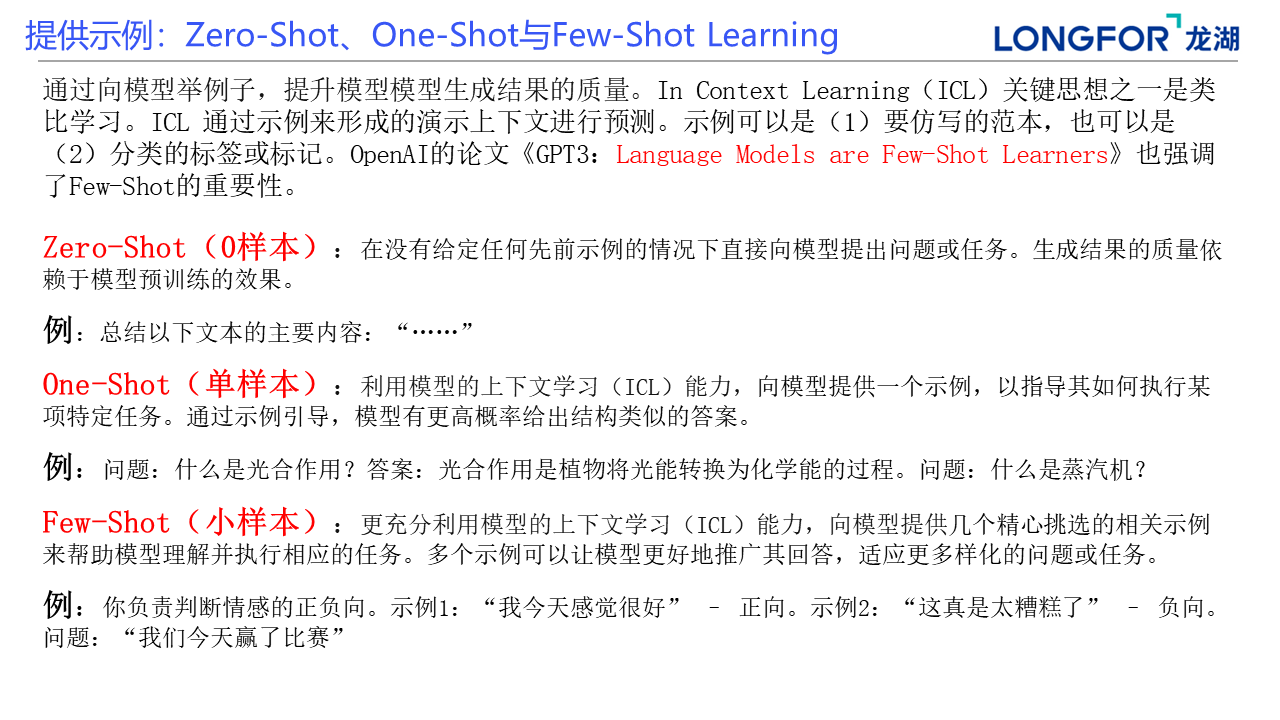 提供示例：Zero-Shot、One-Shot与Few-Shot Learning
LONGFOR 龙湖
通过向模型举例子，提升模型模型生成结果的质量。In Context Learning（ICL）关键思想之一是类
比学习。ICL 通过示例来形成的演示上下文进行预测。示例可以是（1）要仿写的范本，也可以是
（2）分类的标签或标记。OpenAI的论文《GPT3：Language Models are Few-Shot Learners》也强调
了Few-Shot的重要性。
Zero-Shot（0样本）：在没有给定任何先前示例的情况下直接向模型提出问题或任务。生成结果的质量依
赖于模型预训练的效果。
例：总结以下文本的主要内容：“……”
One-Shot（单样本）：利用模型的上下文学习（ICL）能力，向模型提供一个示例，以指导其如何执行某
项特定任务。通过示例引导，模型有更高概率给出结构类似的答案。
例：问题：什么是光合作用？答案：光合作用是植物将光能转换为化学能的过程。问题：什么是蒸汽机？
Few-Shot（小样本）：更充分利用模型的上下文学习（ICL）能力，向模型提供几个精心挑选的相关示例
来帮助模型理解并执行相应的任务。多个示例可以让模型更好地推广其回答，适应更多样化的问题或任务。
例：你负责判断情感的正负向。示例1：“我今天感觉很好” – 正向。示例2：“这真是太糟糕了” – 负向。
问题：“我们今天赢了比赛”